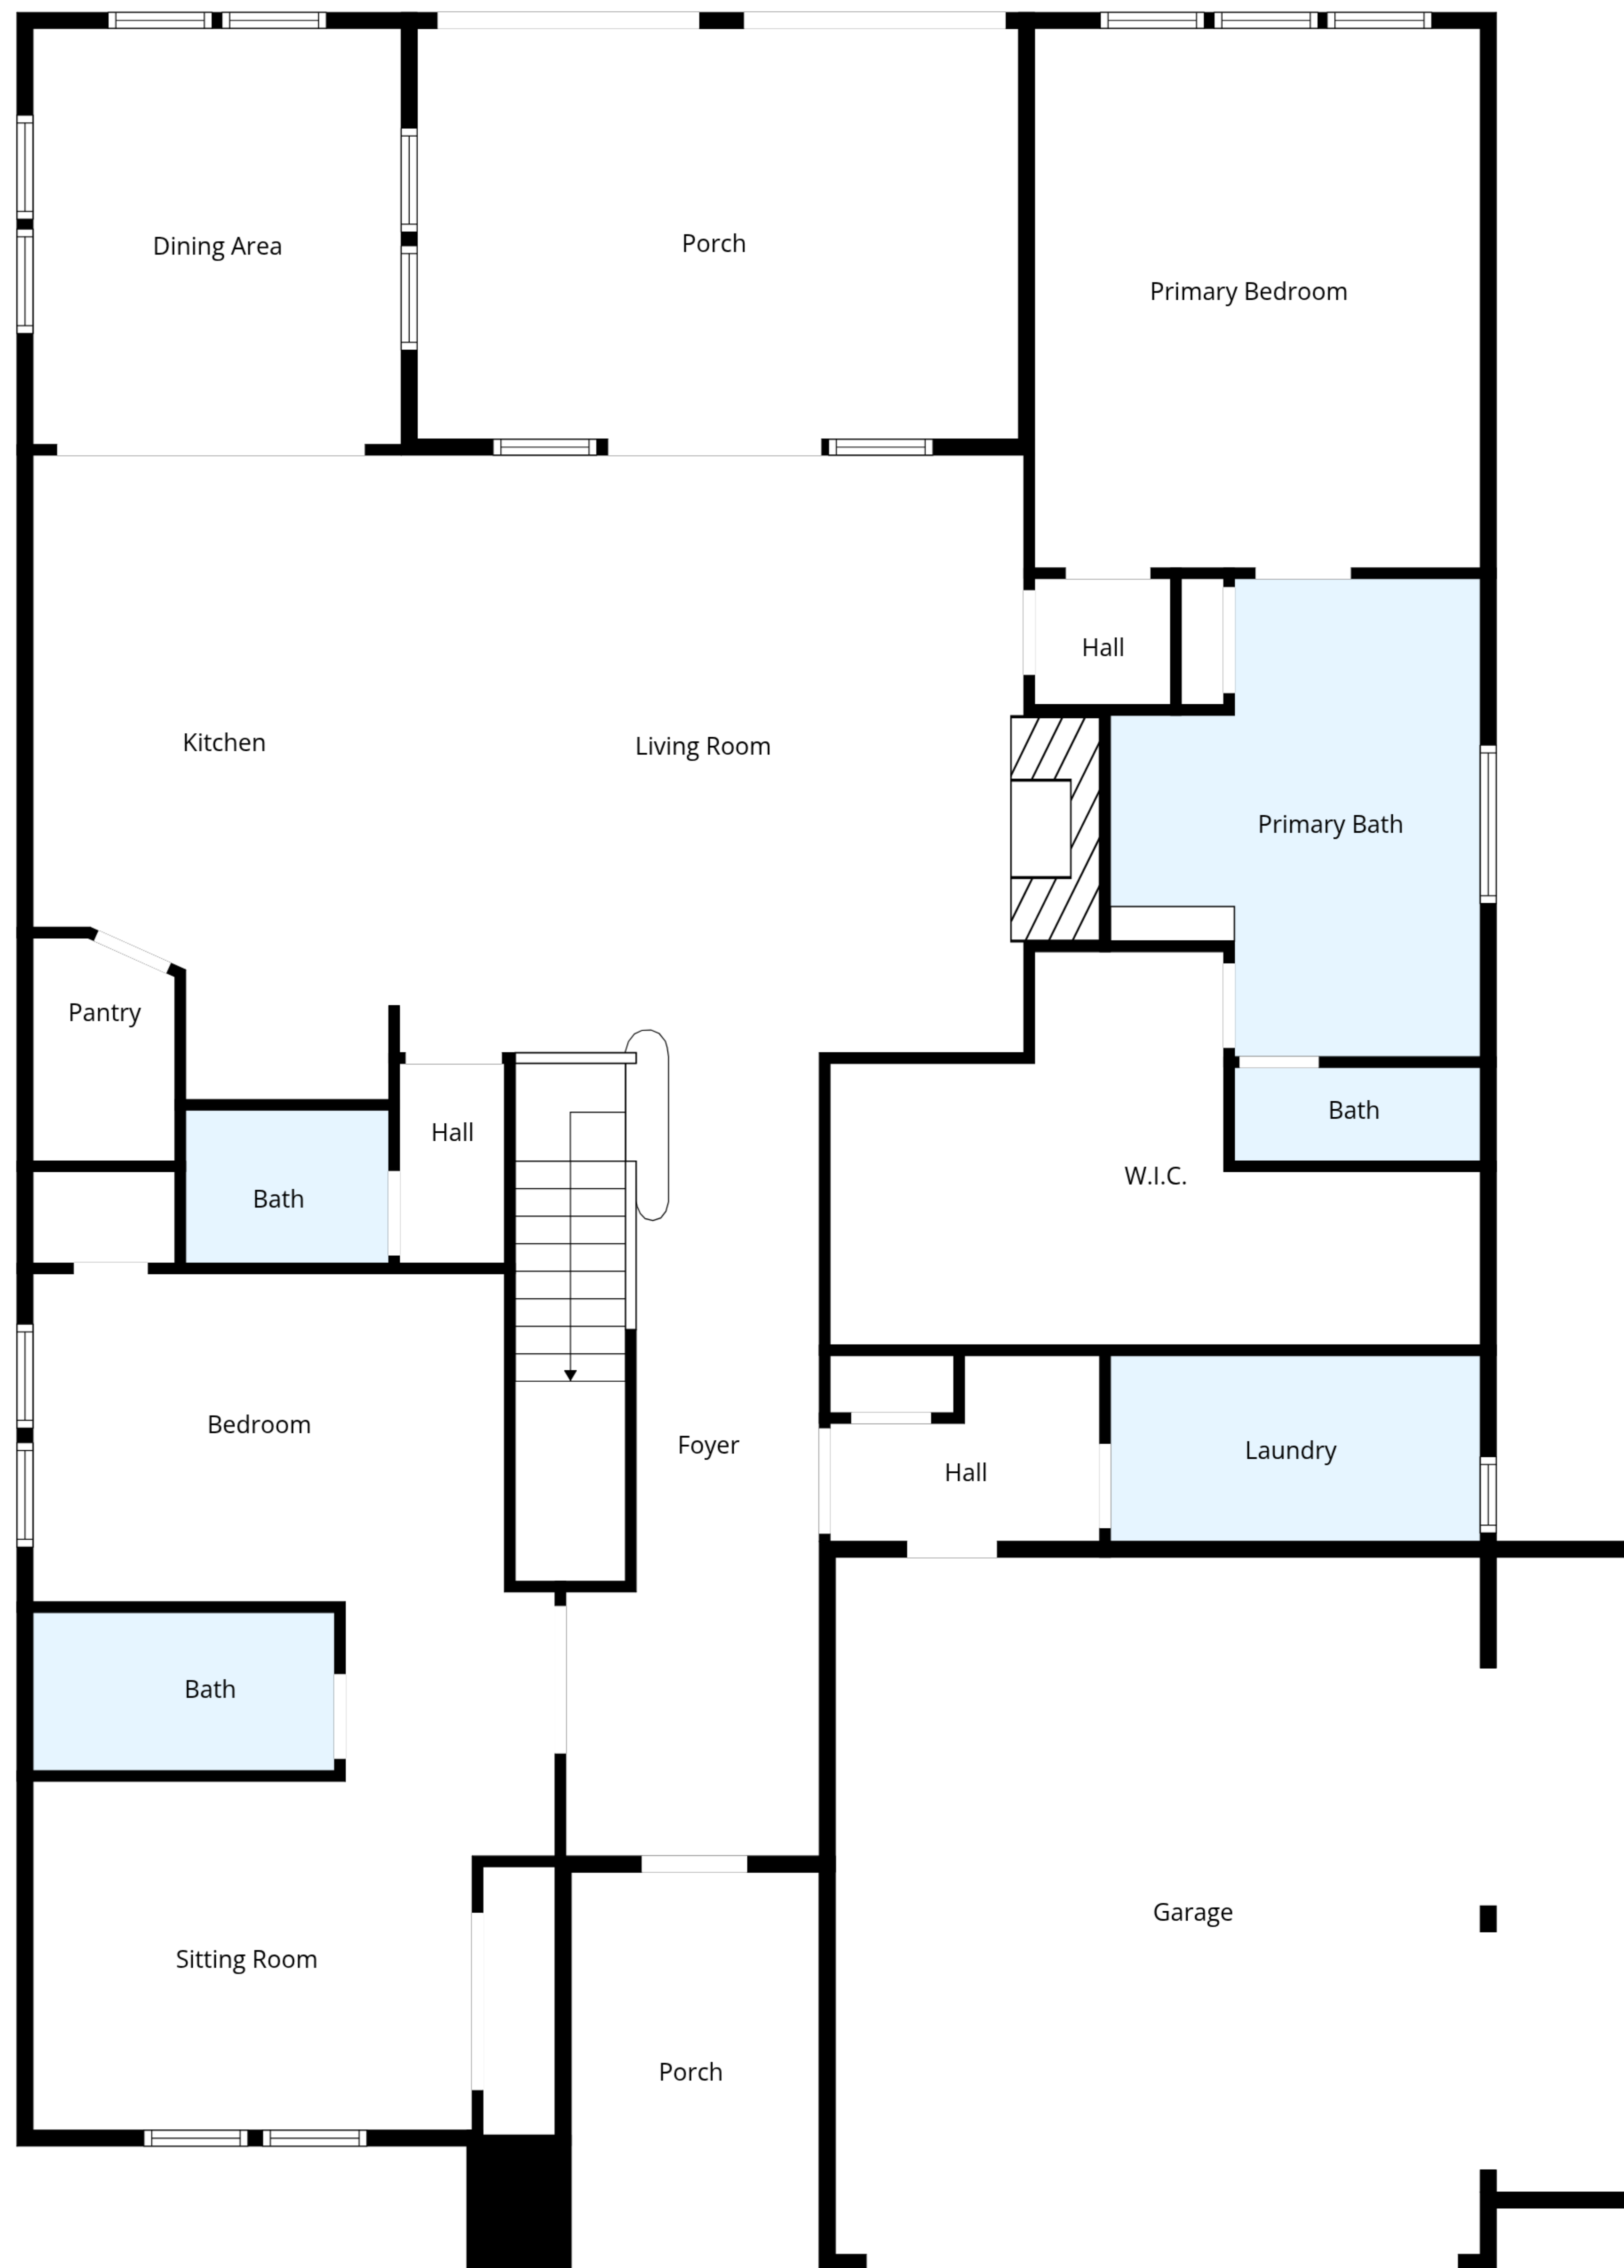 Dining Area
Porch
Primary Bedroom
Hall
Kitchen
Living Room
Primary Bath
Pantry
Hall
Bath
Bath
W.I.C.
Bedroom
Foyer
Hall
Laundry
Bath
Garage
Sitting Room
Porch